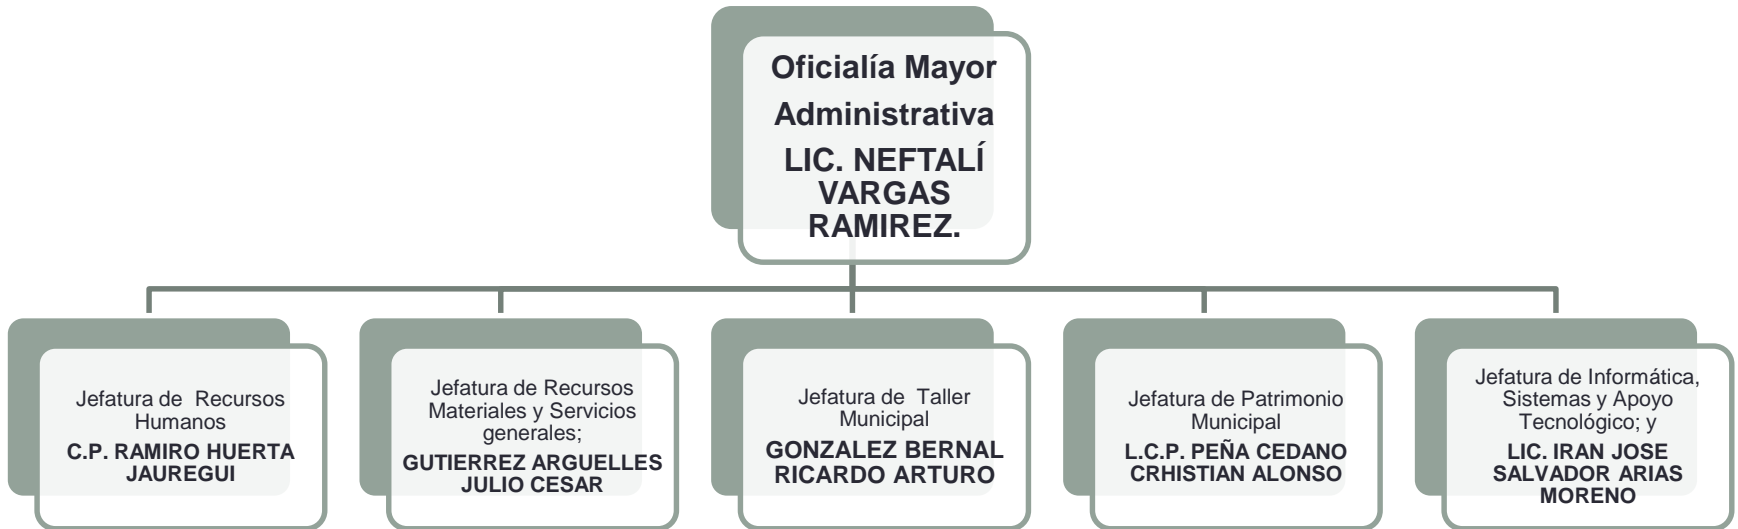 Oficialía Mayor
Administrativa
LIC. NEFTALÍ
VARGAS
RAMIREZ.
Jefatura de Recursos
Humanos
C.P. RAMIRO HUERTA
JAUREGUI
Jefatura de Recursos
Materiales y Servicios
generales;
GUTIERREZ ARGUELLES
JULIO CESAR
Jefatura de Taller
Municipal
GONZALEZ BERNAL
RICARDO ARTURO
Jefatura de Patrimonio
Municipal
L.C.P. PEÑA CEDANO
CRHISTIAN ALONSO
Jefatura de Informática,
Sistemas y Apoyo
Tecnológico; y
LIC. IRAN JOSE
SALVADOR ARIAS
MORENO